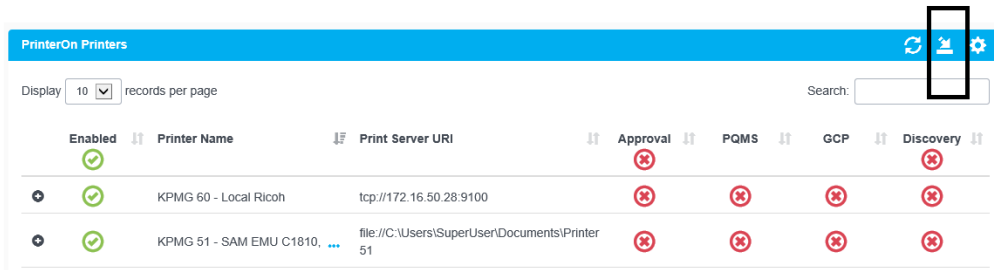 PrinterOn Printers
Display 10 records per page Search:
Enabled Printer Name Print Server URI Approval PQMS GCP Discovery
KPMG 60 - Local Ricoh tcp://172.16.50.28:9100
KPMG 51 - SAM EMU C1810, ... file://C:\Users\SuperUser\Documents\Printer
51